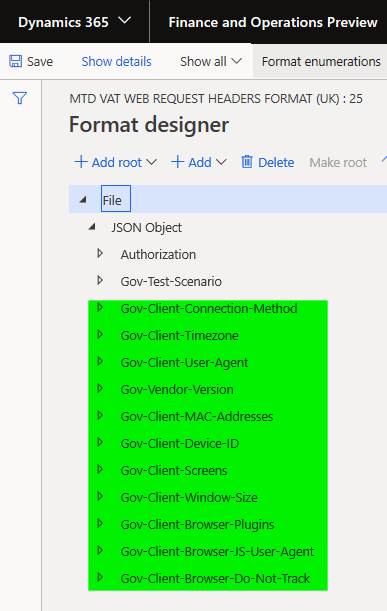 Dynamics 365 Finance and Operations Preview
Save Show details Show all Format enumerations
MTD VAT WEB REQUEST HEADERS FORMAT (UK) : 25
Format designer
+ Add root + Add Delete Make root
File
JSON Object
Authorization
Gov-Test-Scenario
Gov-Client-Connection-Method
Gov-Client-Timezone
Gov-Client-User-Agent
Gov-Vendor-Version
Gov-Client-MAC-Addresses
Gov-Client-Device-ID
Gov-Client-Screens
Gov-Client-Window-Size
Gov-Client-Browser-Plugins
Gov-Client-Browser-JS-User-Agent
Gov-Client-Browser-Do-Not-Track